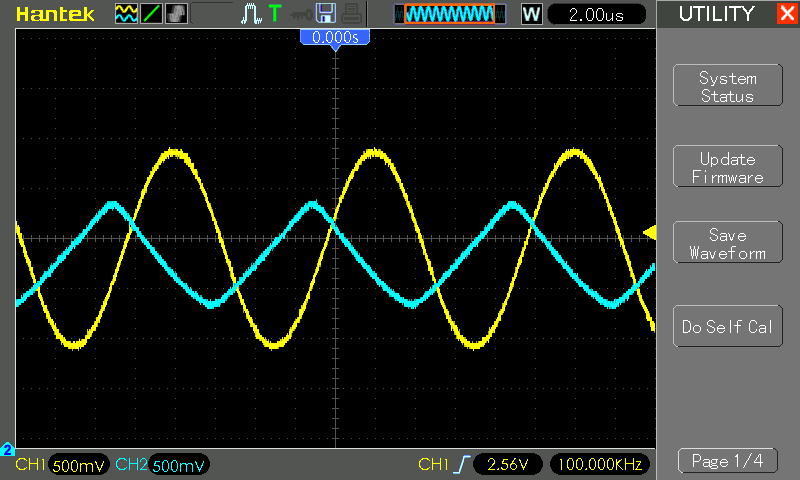 Hantek
T
W
2.00us
UTILITY
0.000s
System
Status
Update
Firmware
Save
Waveform
Do Self Cal
2
CH1 500mV CH2 500mV CH1 2.56V 100.000KHz
Page 1/4